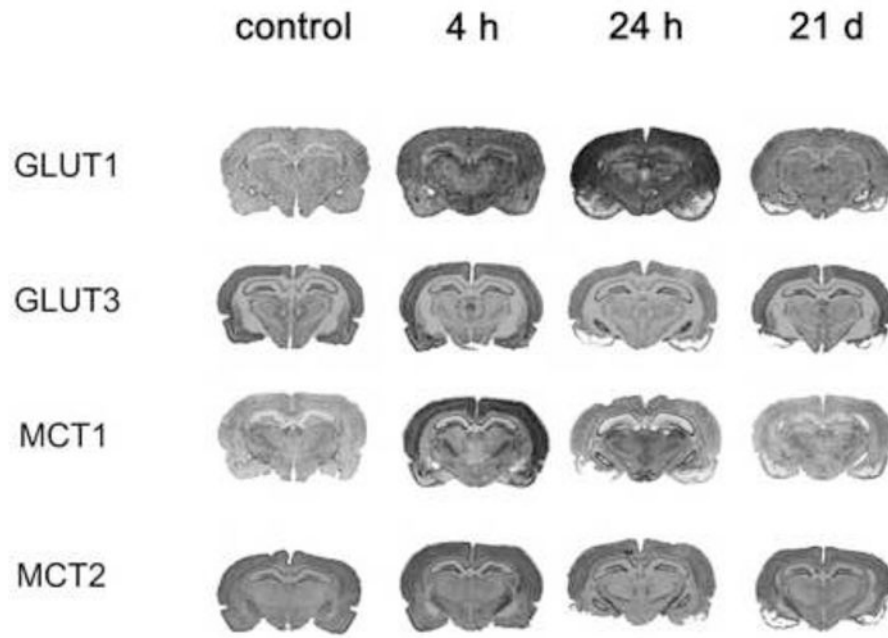 control 4 h 24 h 21 d
GLUT1
GLUT3
MCT1
MCT2